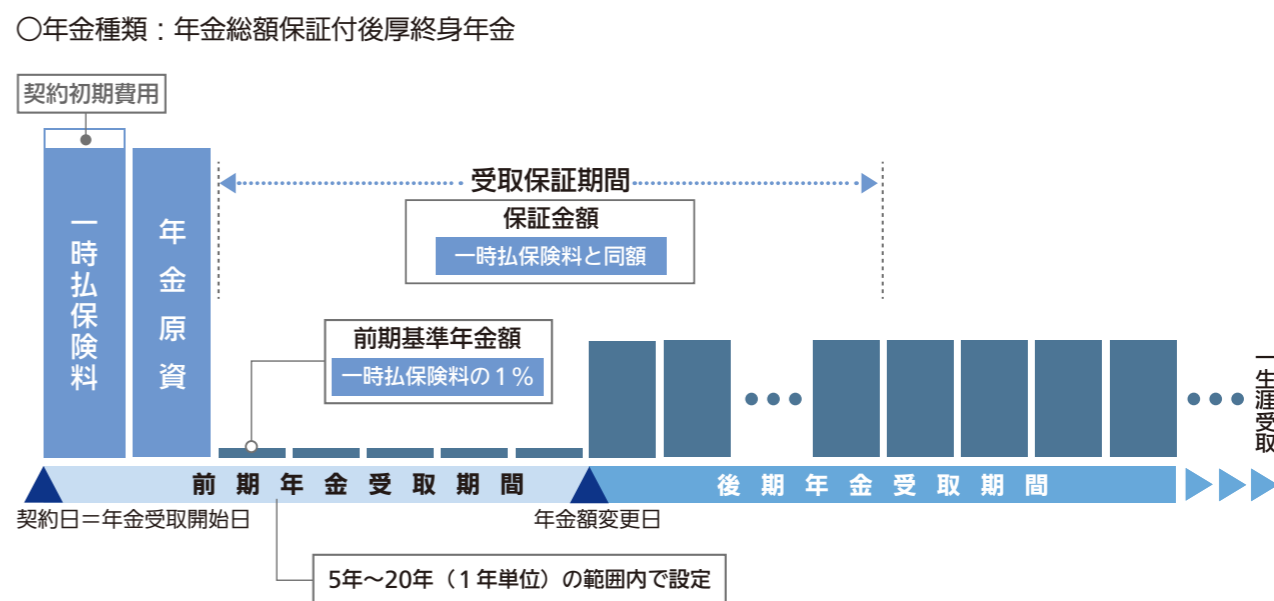 〇年金種類：年金総額保証付後厚終身年金
契約初期費用
一時払保険料
年金原資
受取保証期間
保証金額
一時払保険料と同額
前期基準年金額
一時払保険料の１％
一生涯受取
前期年金受取期間
後期年金受取期間
契約日＝年金受取開始日
年金額変更日
5年～20年（１年単位）の範囲内で設定